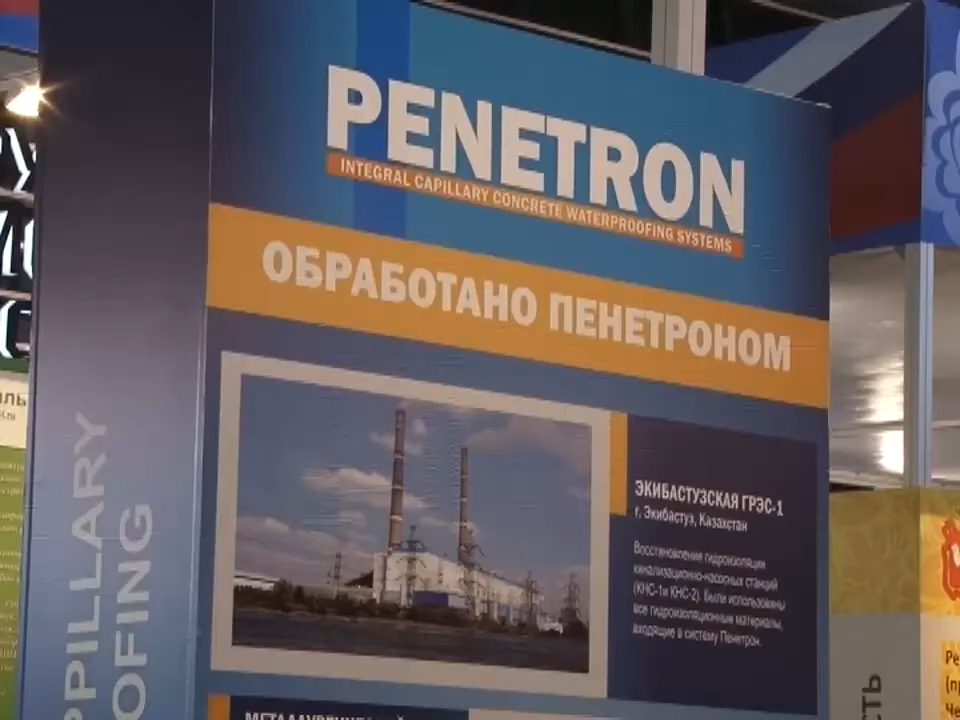 PENETRON
INTEGRAL CAPILLARY CONCRETE WATERPROOFING SYSTEMS
ОБРАБОТАНО ПЕНЕТРОНОМ
ЭКИБАСТУЗСКАЯ ГРЭС-1
г. Экибастуз, Казахстан
Восстановление гидроизоляции
канализационно-насосных станций
(КНС-1и КНС-2). Были использованы
все гидроизоляционные материалы,
входящие в систему Пенетрон.
PPILLARY
OFING